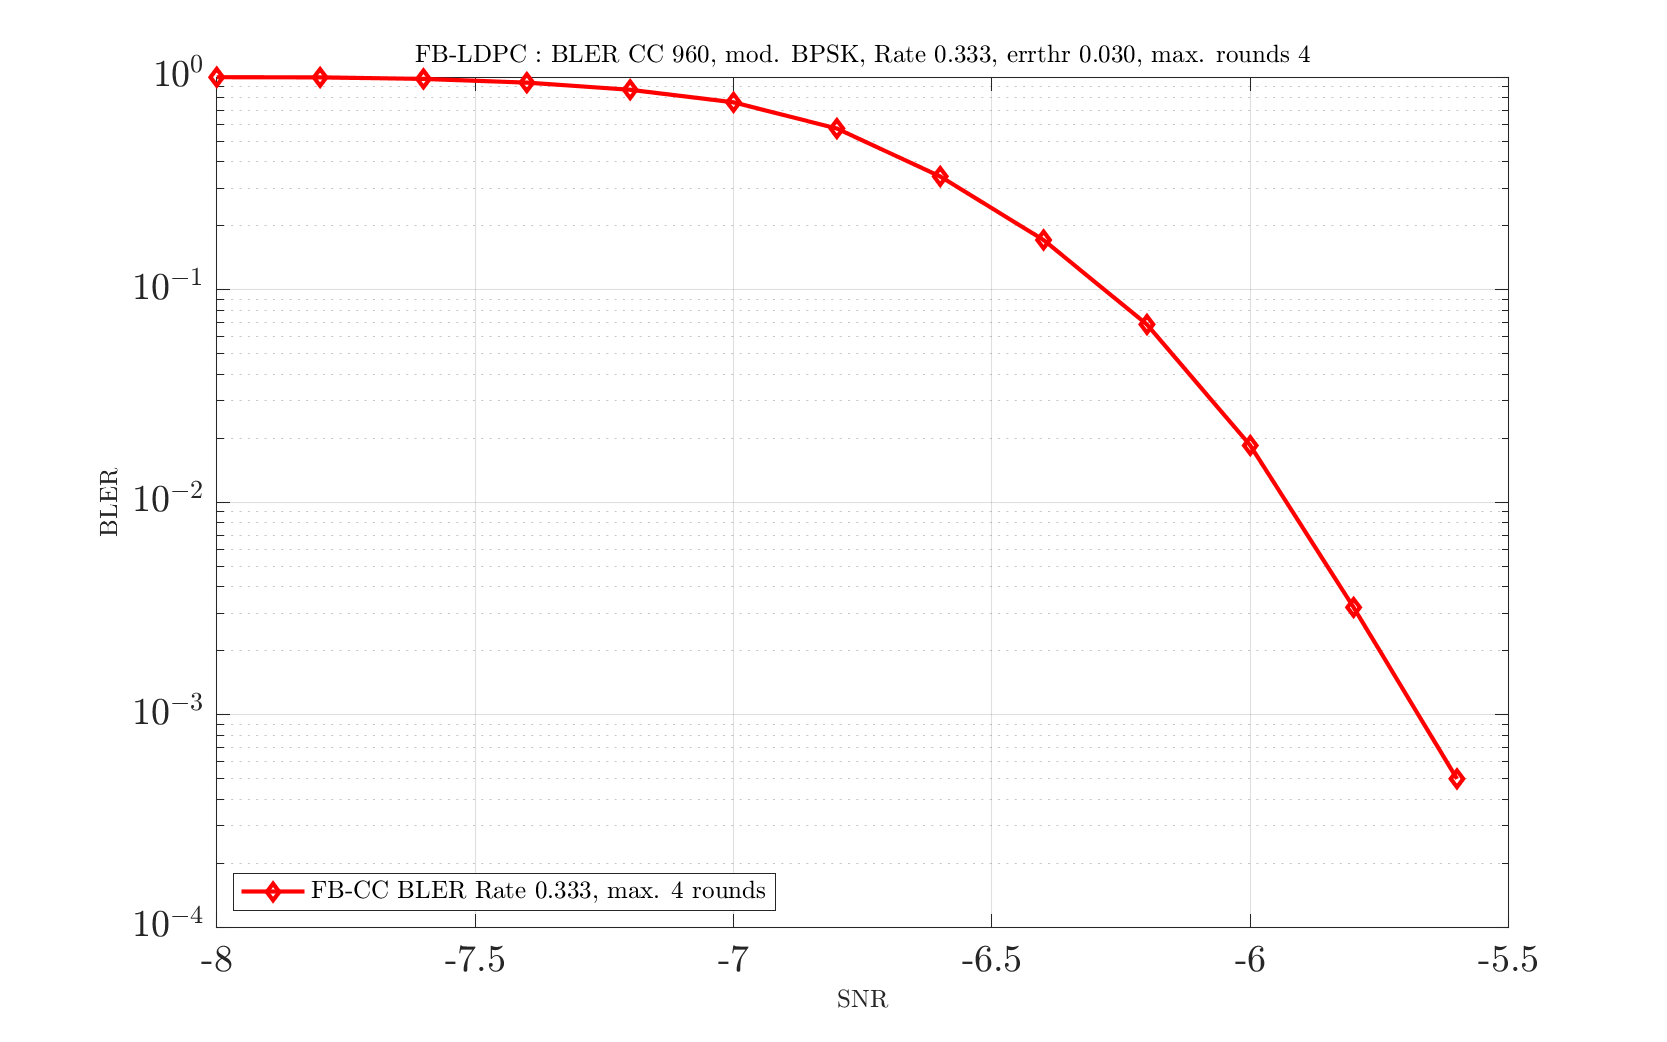 FB-LDPC : BLER CC 960, mod. BPSK, Rate 0.333, errthr 0.030, max. rounds 4
10⁰
10⁻¹
10⁻²
10⁻³
10⁻⁴
BLER
FB-CC BLER Rate 0.333, max. 4 rounds
-8 -7.5 -7 -6.5 -6 -5.5
SNR